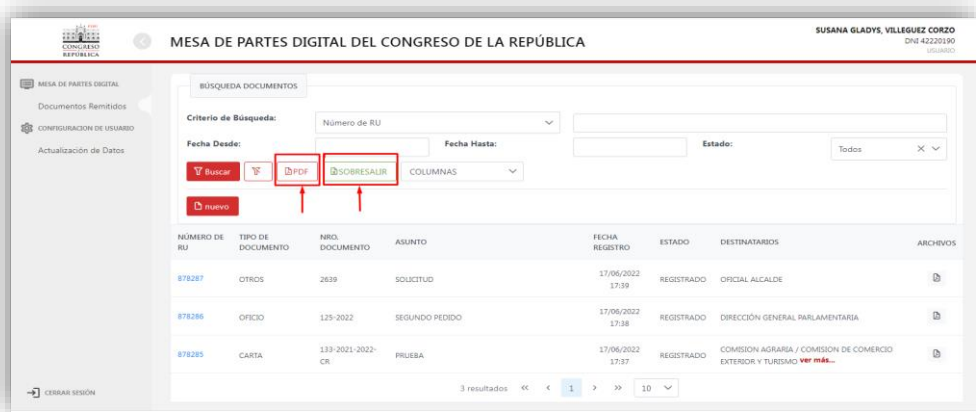 CONGRESO
REPÚBLICA
MESA DE PARTES DIGITAL DEL CONGRESO DE LA REPÚBLICA
SUSANA GLADYS, VILLEGUEZ CORZO
DNI 42220190
USUARIO
MESA DE PARTES DIGITAL
Documentos Remitidos
CONFIGURACION DE USUARIO
Actualización de Datos
CERRAR SESIÓN
BÚSQUEDA DOCUMENTOS
Criterio de Búsqueda:
Número de RU
Fecha Desde:
Fecha Hasta:
Estado:
Todos
Buscar
PDF
SOBRESALIR
COLUMNAS
nuevo
NÚMERO DE RU
TIPO DE DOCUMENTO
NRO. DOCUMENTO
ASUNTO
FECHA REGISTRO
ESTADO
DESTINATARIOS
ARCHIVOS
878287 OTROS 2639 SOLICITUD 17/06/2022 17:39 REGISTRADO OFICIAL ALCALDE
878286 OFICIO 125-2022 SEGUNDO PEDIDO 17/06/2022 17:38 REGISTRADO DIRECCIÓN GENERAL PARLAMENTARIA
878285 CARTA 133-2021-2022-CR PRUEBA 17/06/2022 17:37 REGISTRADO COMISION AGRARIA / COMISION DE COMERCIO EXTERIOR Y TURISMO ver más...
3 resultados << < 1 > >> 10